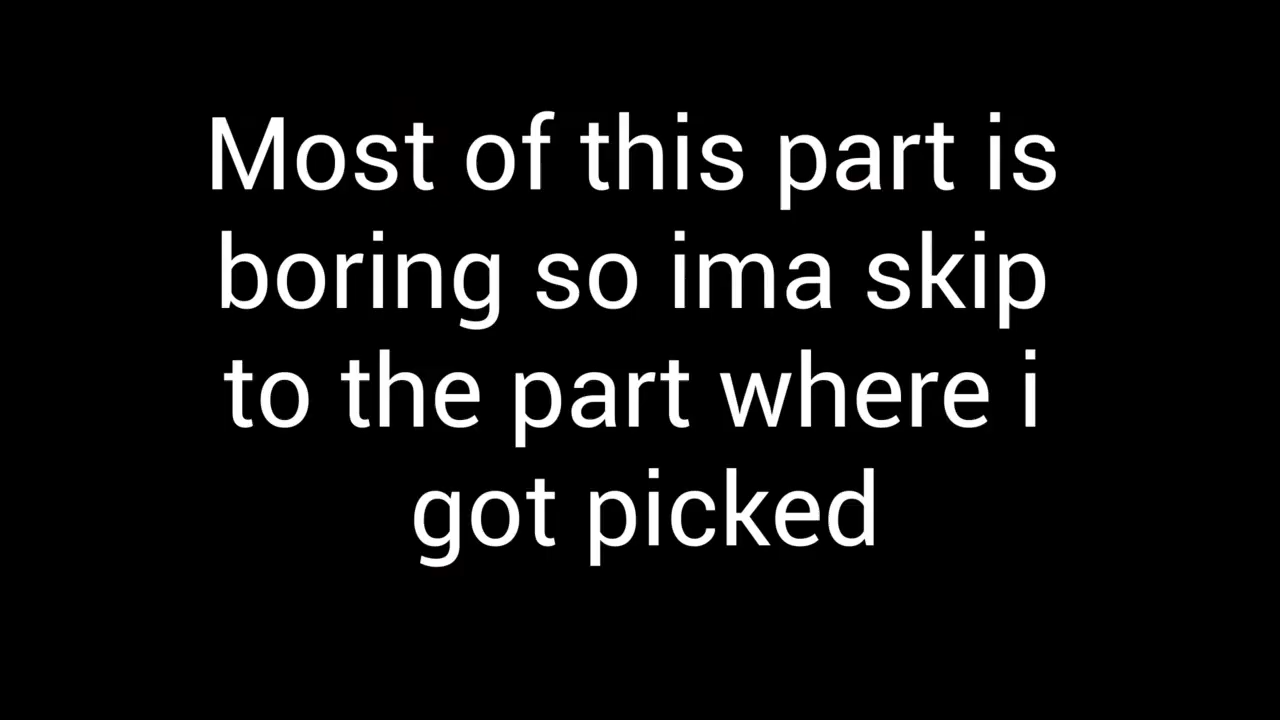 Most of this part is
boring so ima skip
to the part where i
got picked